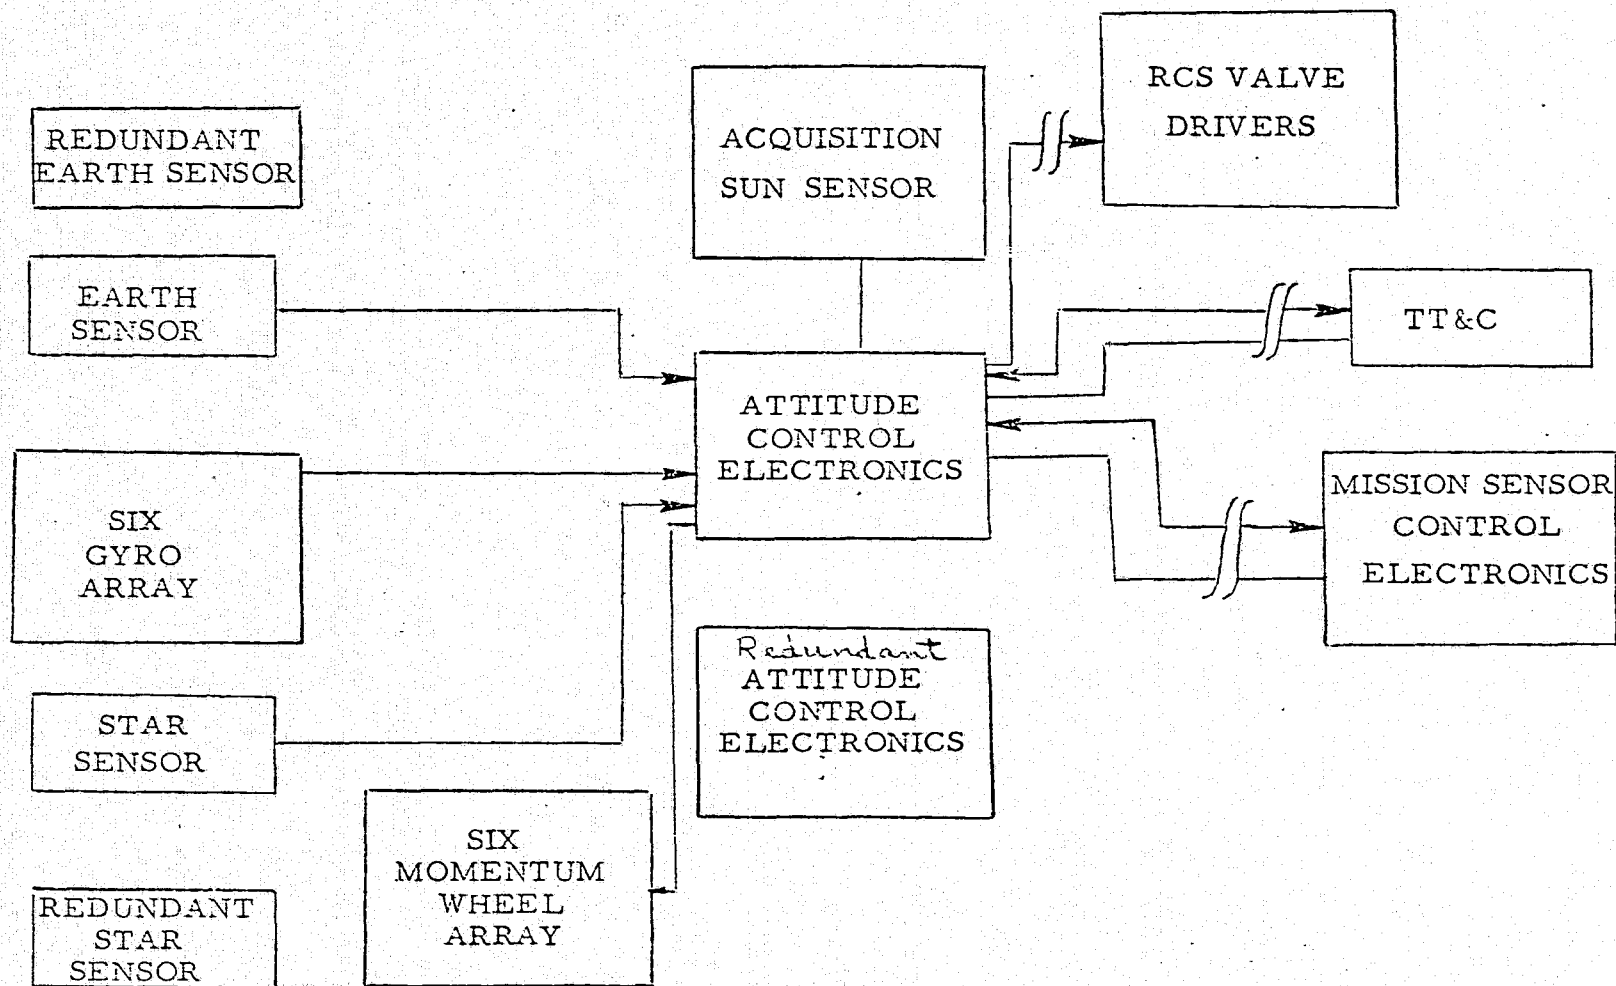 REDUNDANT
EARTH SENSOR
EARTH
SENSOR
SIX
GYRO
ARRAY
STAR
SENSOR
REDUNDANT
STAR
SENSOR
SIX
MOMENTUM
WHEEL
ARRAY
ACQUISITION
SUN SENSOR
ATTITUDE
CONTROL
ELECTRONICS
Redundant
ATTITUDE
CONTROL
ELECTRONICS
RCS VALVE
DRIVERS
TT&C
MISSION SENSOR
CONTROL
ELECTRONICS